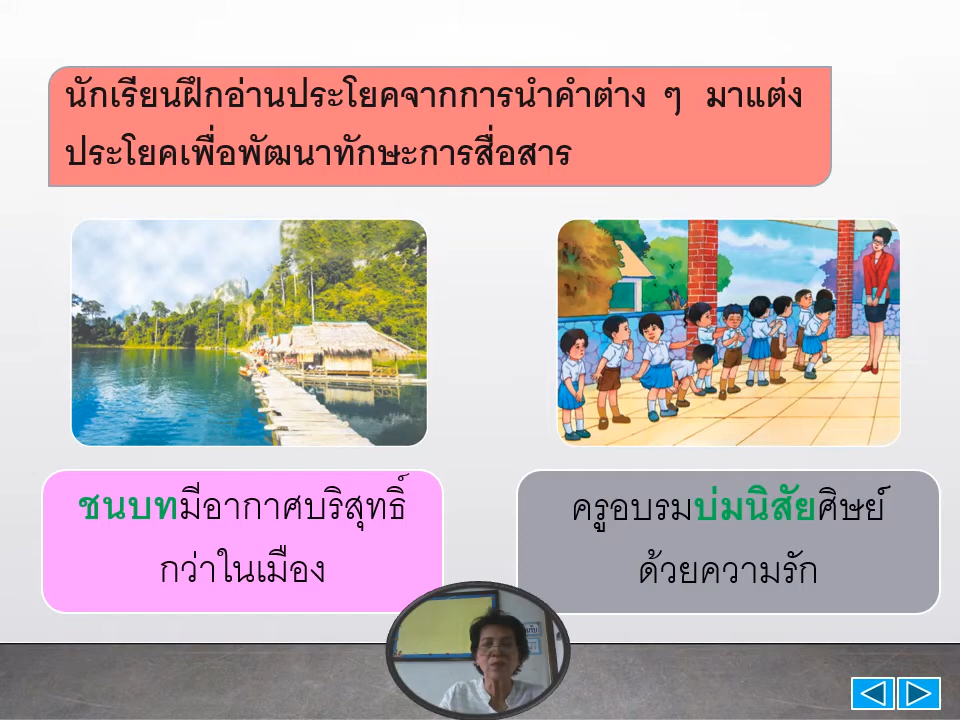 นักเรียนฝึกอ่านประโยคจากการนำคำต่าง ๆ มาแต่ง
ประโยคเพื่อพัฒนาทักษะการสื่อสาร
ชนบทมีอากาศบริสุทธิ์
กว่าในเมือง
ครูอบรมบ่มนิสัยศิษย์
ด้วยความรัก